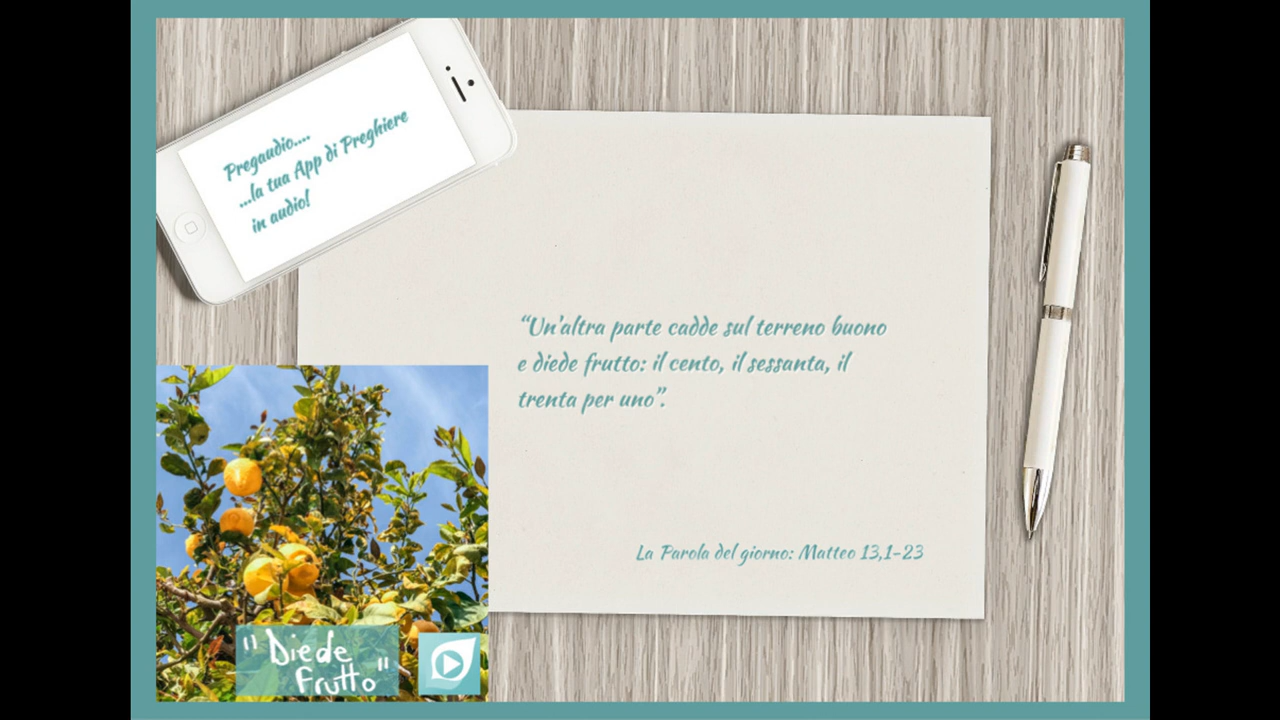 Pregaudio....
...la tua App di Preghiere
in audio!
“Un'altra parte cadde sul terreno buono
e diede frutto: il cento, il sessanta, il
trenta per uno”.
La Parola del giorno: Matteo 13,1-23
"Diede
Frutto"